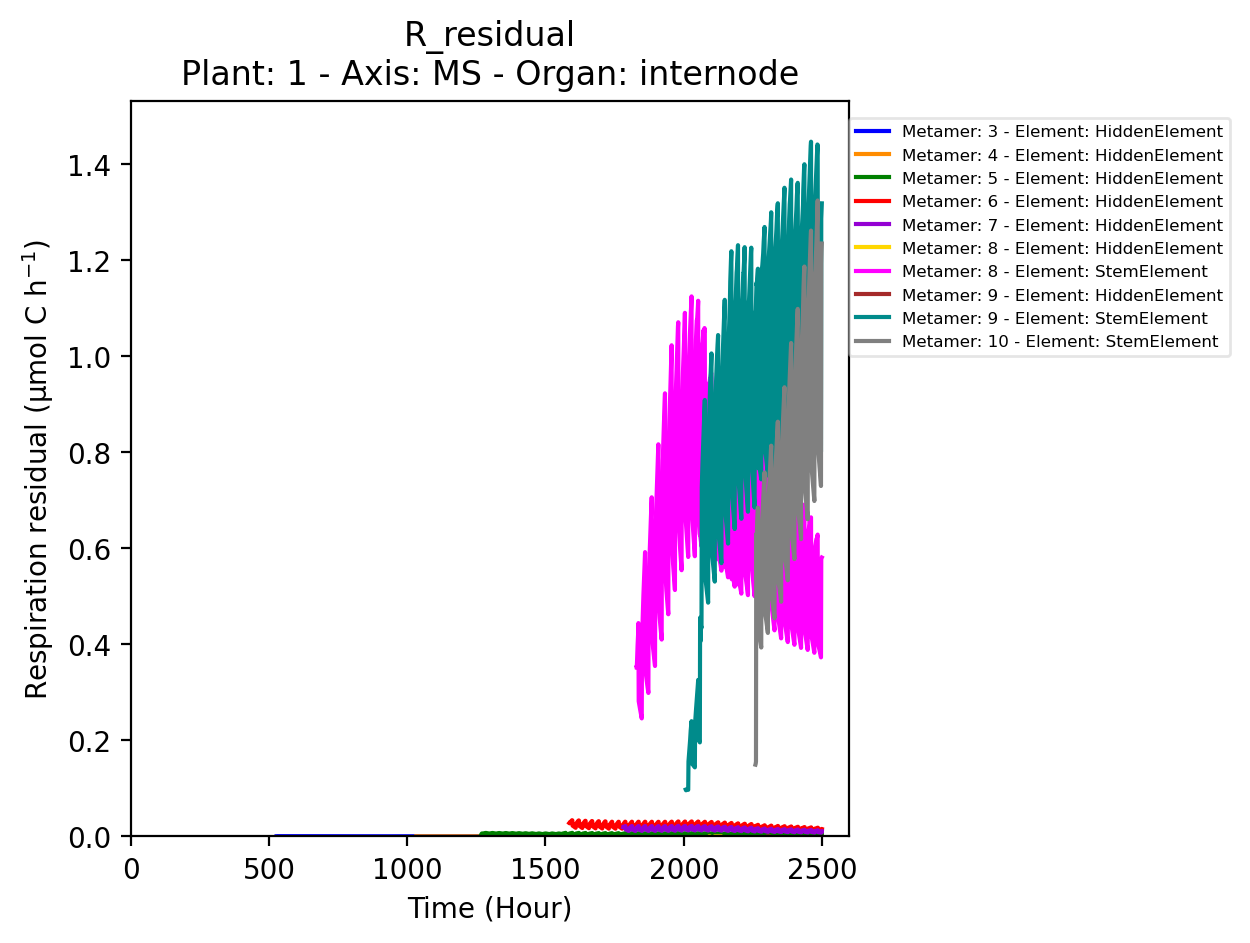 R_residual
Plant: 1 - Axis: MS - Organ: internode
Respiration residual (µmol C h⁻¹)
1.4
1.2
1.0
0.8
0.6
0.4
0.2
0.0
0
500
1000
1500
2000
2500
Time (Hour)
Metamer: 3 - Element: HiddenElement
Metamer: 4 - Element: HiddenElement
Metamer: 5 - Element: HiddenElement
Metamer: 6 - Element: HiddenElement
Metamer: 7 - Element: HiddenElement
Metamer: 8 - Element: HiddenElement
Metamer: 8 - Element: StemElement
Metamer: 9 - Element: HiddenElement
Metamer: 9 - Element: StemElement
Metamer: 10 - Element: StemElement